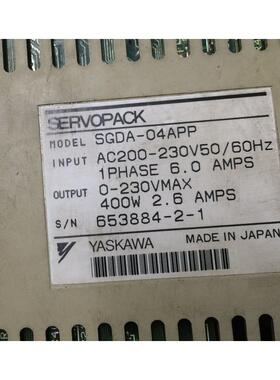 SERVOPACK
MODEL SGDA-04APP
INPUT AC200-230V50/60Hz
1PHASE 6.0 AMPS
OUTPUT 0-230VMAX
400W 2.6 AMPS
S/N 653884-2-1
YASKAWA MADE IN JAPAN